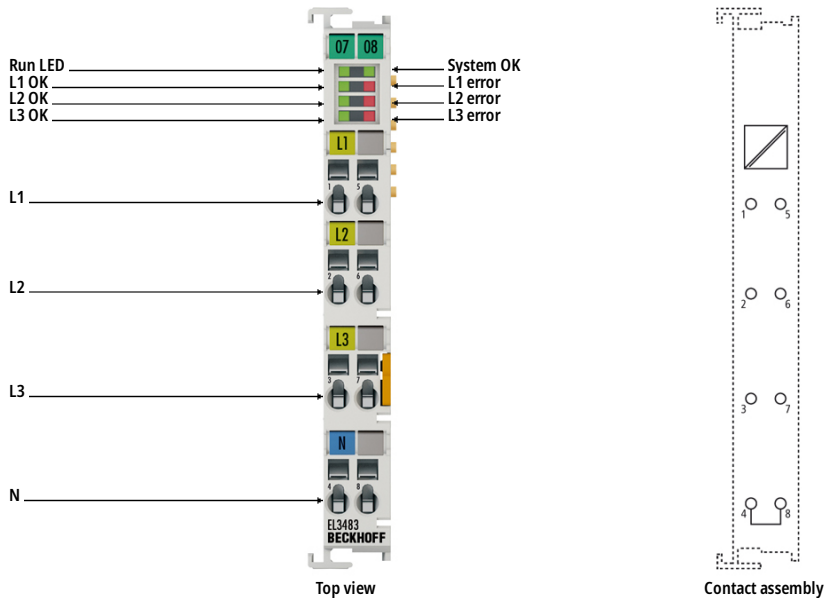 07 08
Run LED
System OK
L1 OK
L1 error
L2 OK
L2 error
L3 OK
L3 error
L1
1 5
L1
1 5
L2
2 6
L2
2 6
L3
3 7
L3
3 7
N
4 8
N
4 8
EL3483
BECKHOFF
Top view
Contact assembly